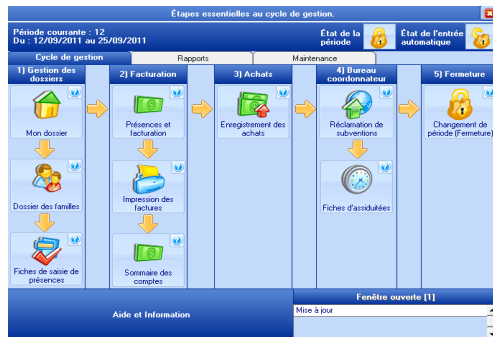 Étapes essentielles au cycle de gestion.
Période courrante : 12
Du : 12/09/2011 au 25/09/2011
État de la
période
État de l'entrée
automatique
Cycle de gestion
Rapports
Maintenance
1) Gestion des
dossiers
2) Facturation
3) Achats
4) Bureau
coordonnateur
5) Fermeture
Mon dossier
Présences et
facturation
Enregistrement des
achats
Réclamation de
subventions
Changement de
période (Fermeture)
Dossier des familles
Impression des
factures
Fiches d'assiduitées
Fiches de saisie de
présences
Sommaire des
comptes
Aide et Information
Fenêtre ouverte [1]
Mise à jour